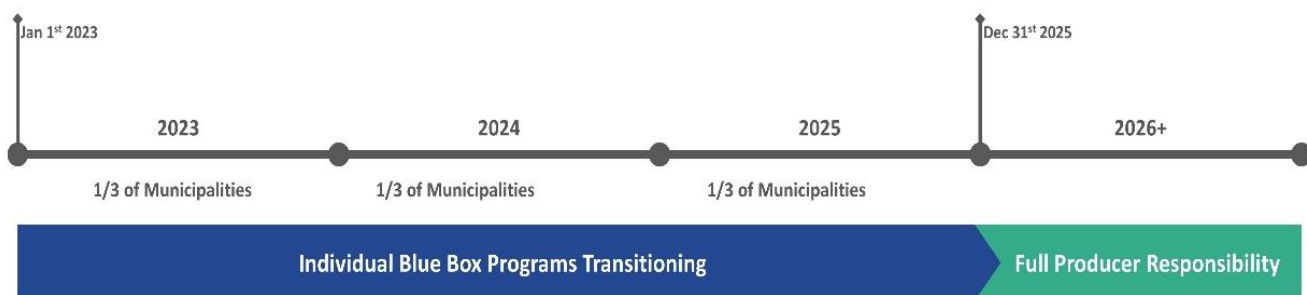 Jan 1st 2023
Dec 31st 2025
2023 2024 2025 2026+
1/3 of Municipalities 1/3 of Municipalities 1/3 of Municipalities
Individual Blue Box Programs Transitioning Full Producer Responsibility